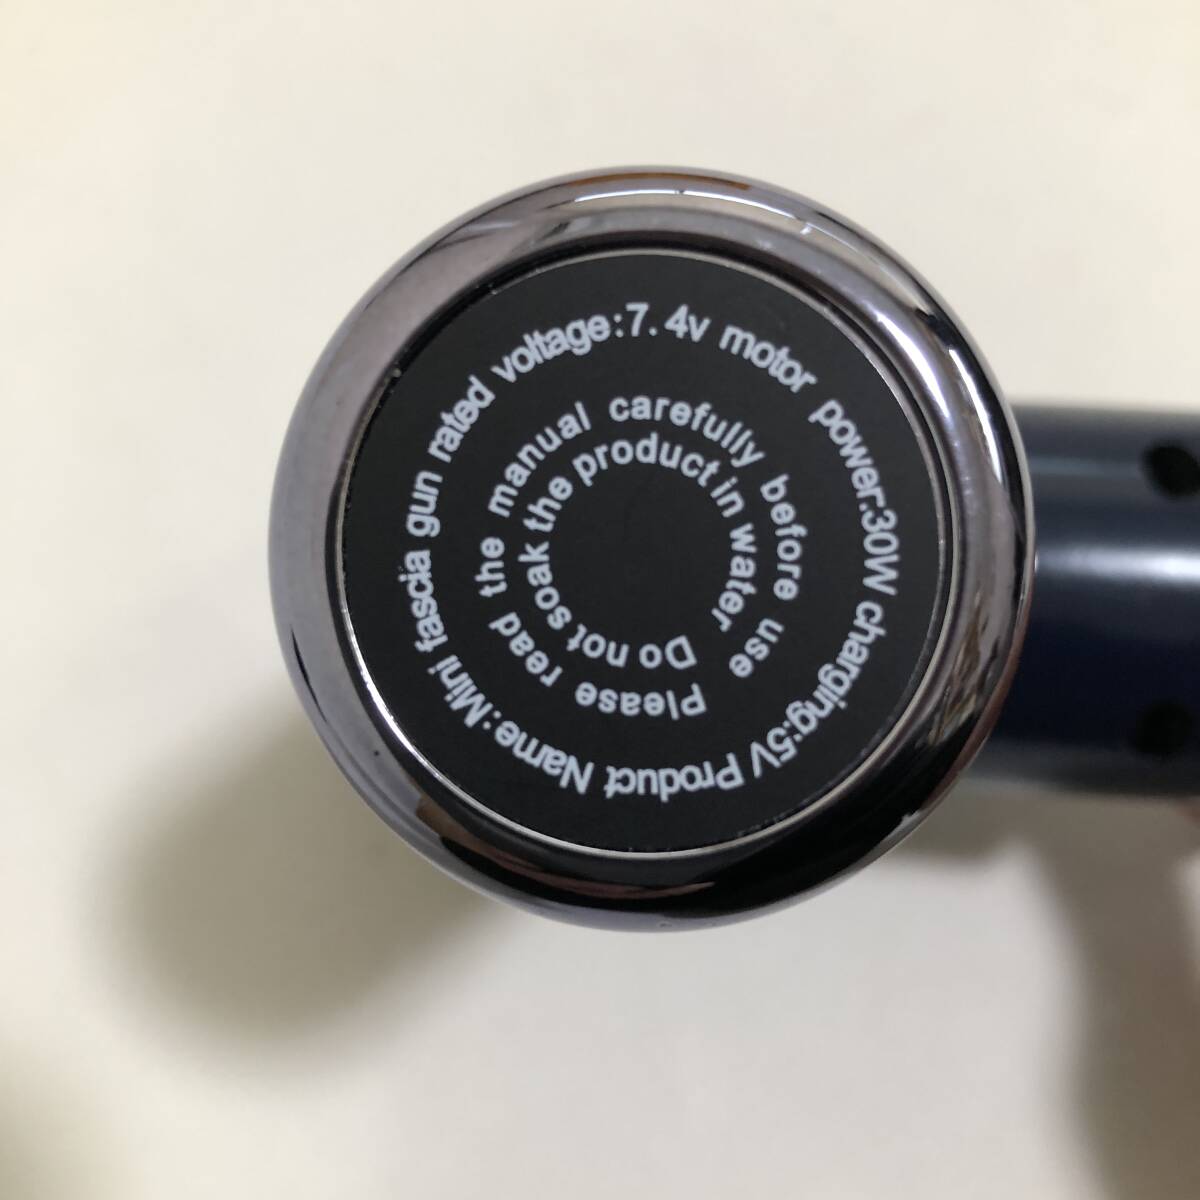 Product Name:Mini fascia gun rated voltage:7.4v motor power:30W charging:5V
Please read the manual carefully before use
Do not soak the product in water